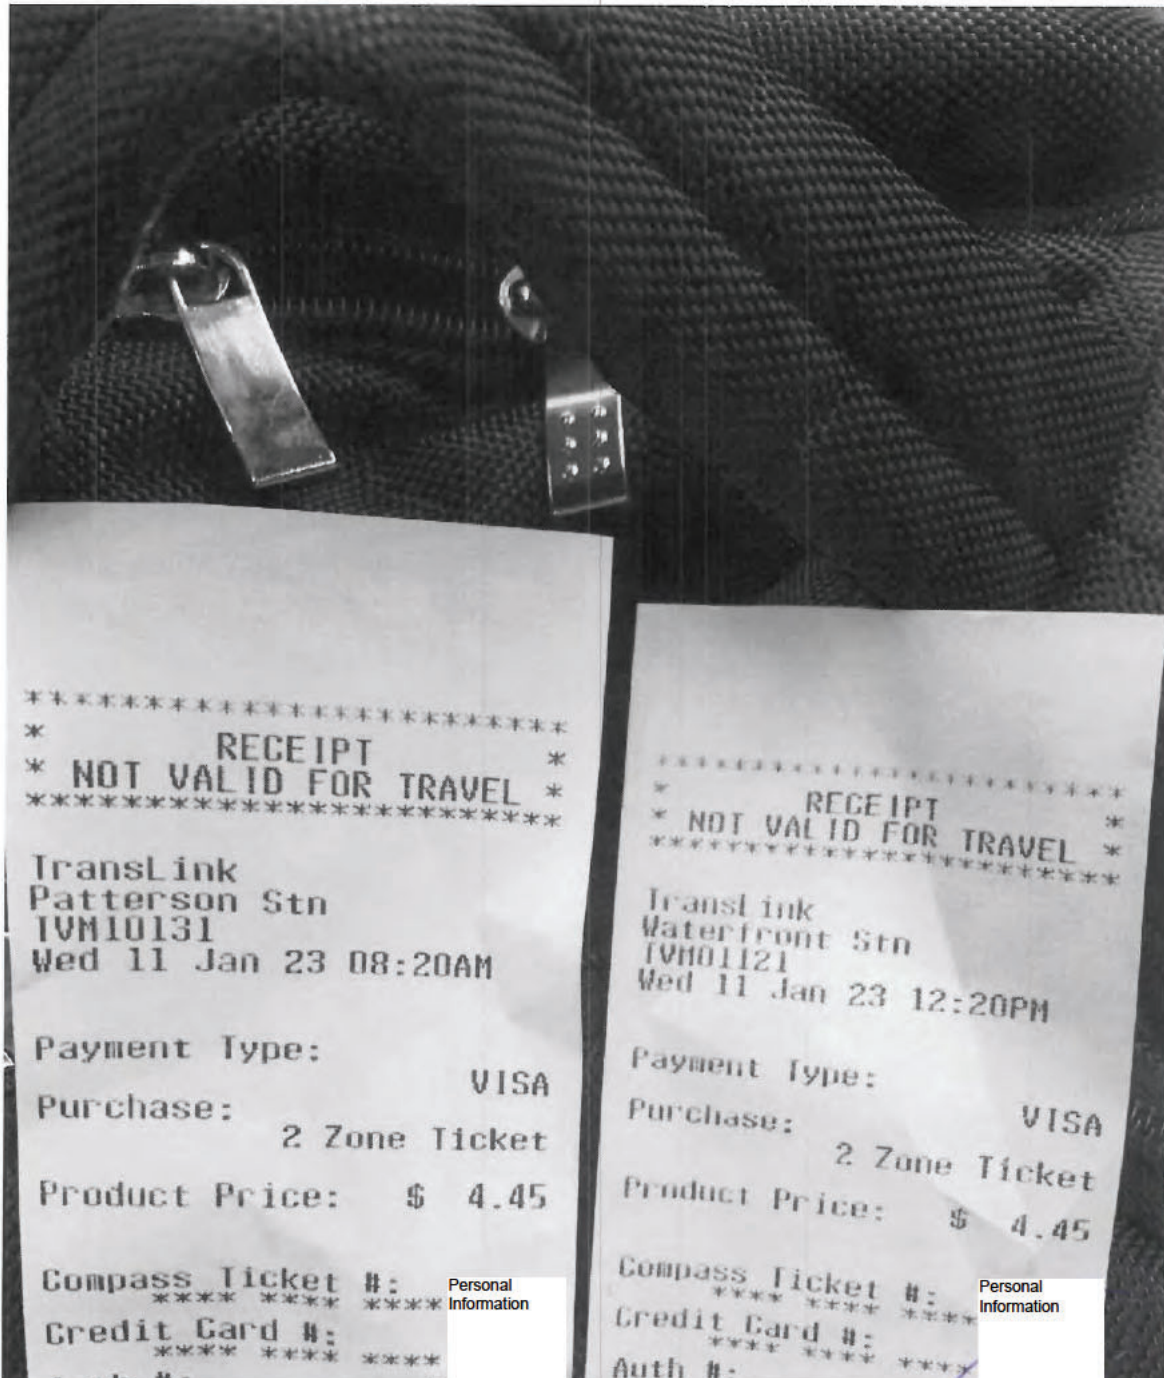 ************************
* RECEIPT *
* NOT VALID FOR TRAVEL *
************************
TransLink
Patterson Stn
TVM10131
Wed 11 Jan 23 08:20AM
Payment Type:
VISA
Purchase:
2 Zone Ticket
Product Price: $ 4.45
Compass Ticket #:
**** **** **** Personal Information
Credit Card #:
**** **** ****
************************
* RECEIPT *
* NOT VALID FOR TRAVEL *
************************
TransLink
Waterfront Stn
TVM01121
Wed 11 Jan 23 12:20PM
Payment Type:
VISA
Purchase:
2 Zone Ticket
Product Price: $ 4.45
Compass Ticket #:
**** **** **** Personal Information
Credit Card #:
**** **** ****
Auth #: